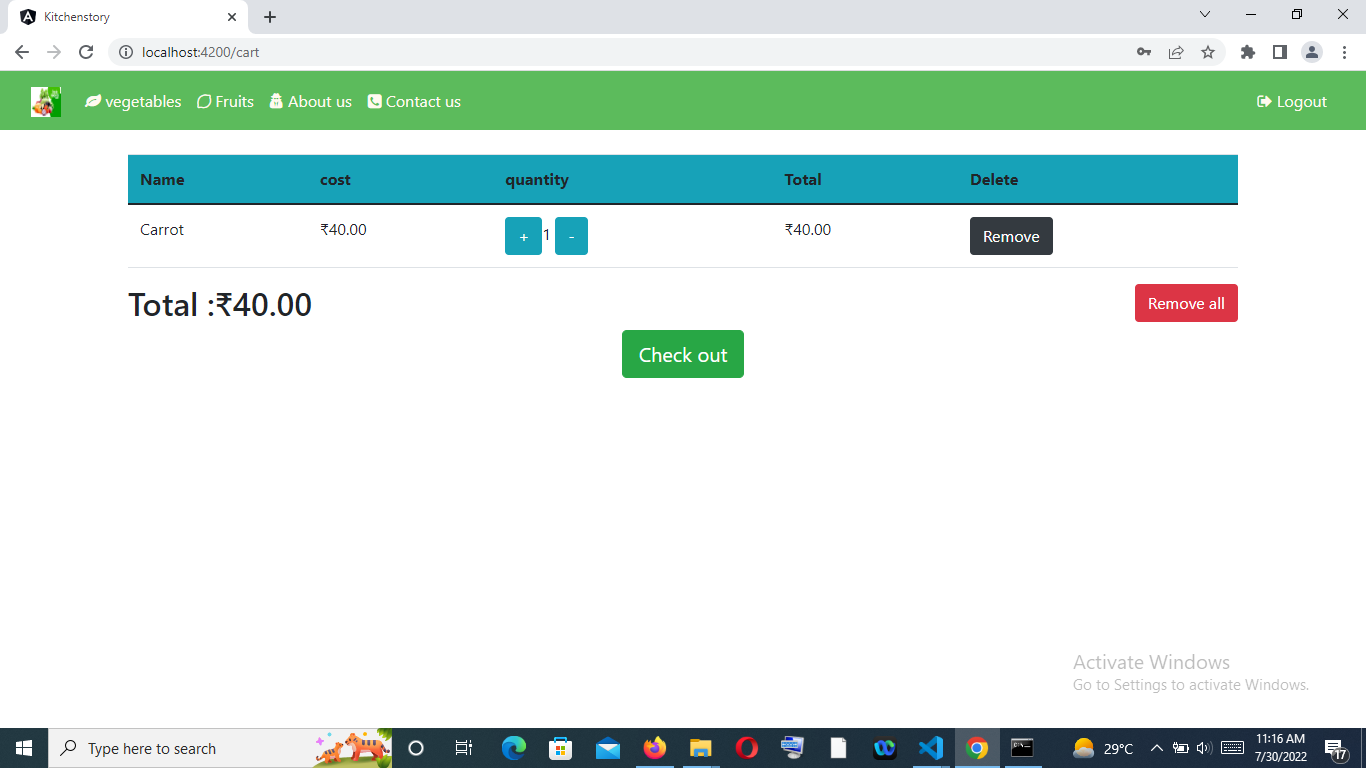 Kitchenstory
localhost:4200/cart
vegetables Fruits About us Contact us Logout
Name cost quantity Total Delete
Carrot ₹40.00 + 1 - ₹40.00 Remove
Total :₹40.00 Remove all
Check out
Activate Windows
Go to Settings to activate Windows.
Type here to search 29°C 11:16 AM
7/30/2022 17